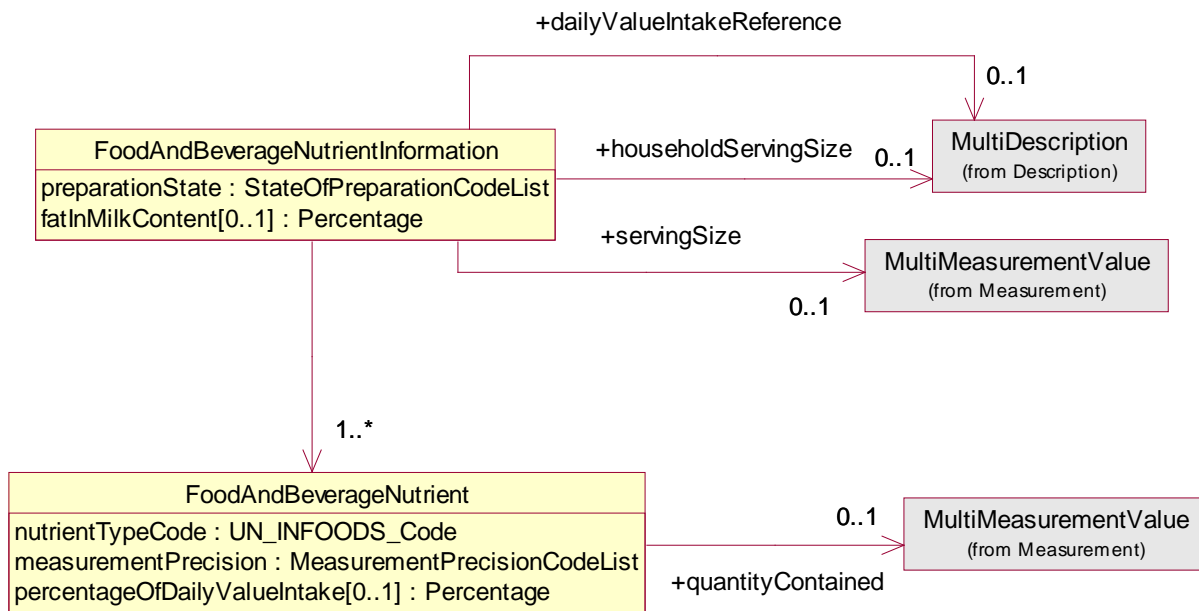 +dailyValueIntakeReference
0..1
FoodAndBeverageNutrientInformation
preparationState : StateOfPreparationCodeList
fatInMilkContent[0..1] : Percentage
+householdServingSize
0..1
MultiDescription
(from Description)
+servingSize
0..1
MultiMeasurementValue
(from Measurement)
1..*
FoodAndBeverageNutrient
nutrientTypeCode : UN_INFOODS_Code
measurementPrecision : MeasurementPrecisionCodeList
percentageOfDailyValueIntake[0..1] : Percentage
0..1
+quantityContained
MultiMeasurementValue
(from Measurement)